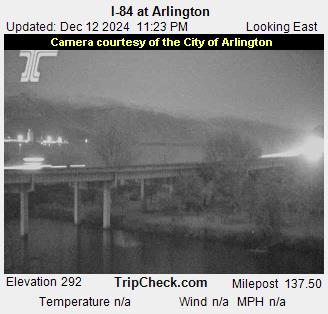 I-84 at Arlington
Updated: Dec 12 2024 11:23 PM Looking East
Camera courtesy of the City of Arlington
Elevation 292 TripCheck.com Milepost 137.50
Temperature n/a Wind n/a MPH n/a